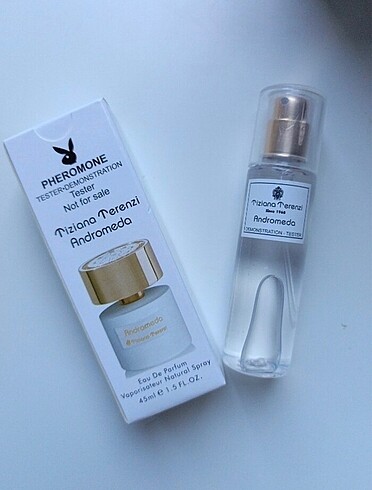 PHEROMONE
TESTER-DEMONSTRATION
Tester
Not for sale
Tiziana Terenzi
Andromeda
Andromeda
Tiziana Terenzi
Eau De Parfum
Vaporisateur Natural Spray
45ml e 1.5 FL.OZ.
Tiziana Terenzi
Since 1968
Andromeda
DEMONSTRATION - TESTER